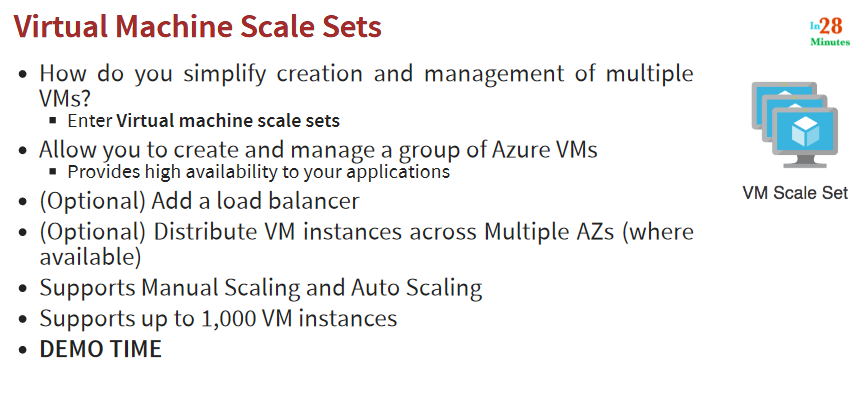 Virtual Machine Scale Sets
In28
Minutes
• How do you simplify creation and management of multiple
VMs?
▪ Enter Virtual machine scale sets
• Allow you to create and manage a group of Azure VMs
▪ Provides high availability to your applications
• (Optional) Add a load balancer
• (Optional) Distribute VM instances across Multiple AZs (where
available)
• Supports Manual Scaling and Auto Scaling
• Supports up to 1,000 VM instances
• DEMO TIME
VM Scale Set